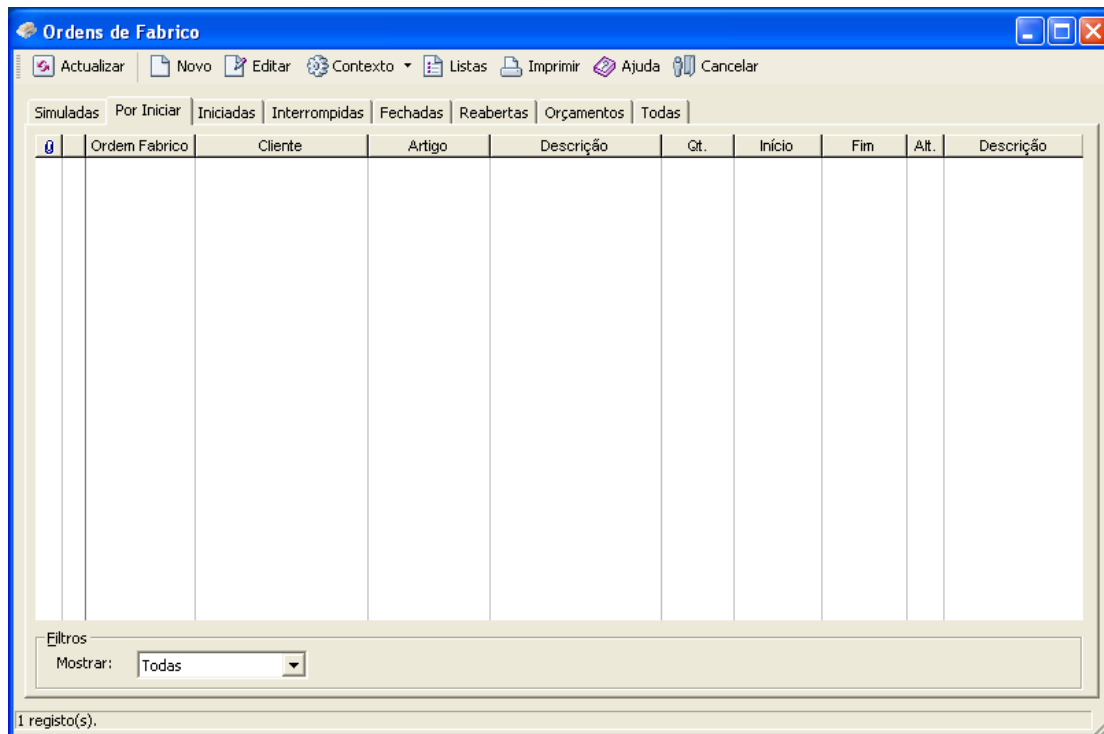 Ordens de Fabrico
Actualizar Novo Editar Contexto Listas Imprimir Ajuda Cancelar
Simuladas Por Iniciar Iniciadas Interrompidas Fechadas Reabertas Orçamentos Todas
Ordem Fabrico Cliente Artigo Descrição Qt. Início Fim Alt. Descrição
Filtros
Mostrar: Todas
1 registo(s).